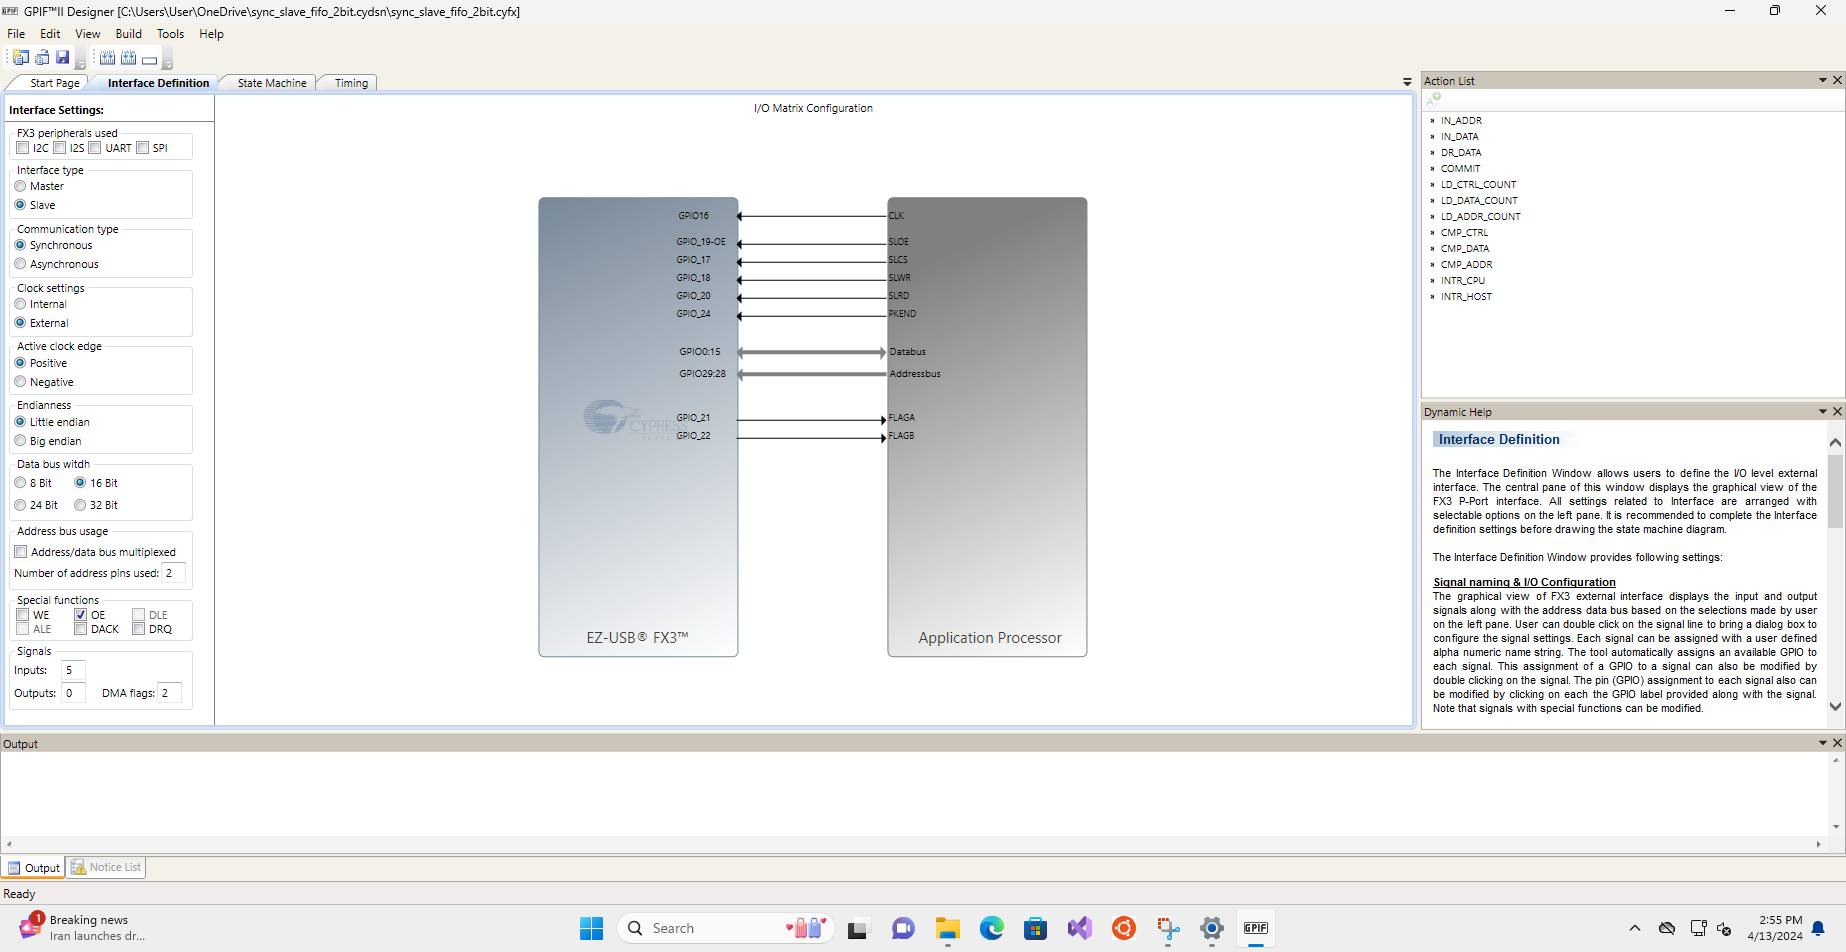 GPIF™II Designer [C:\Users\User\OneDrive\sync_slave_fifo_2bit.cydsn\sync_slave_fifo_2bit.cyfx]
File Edit View Build Tools Help
Start Page Interface Definition State Machine Timing
Interface Settings:
FX3 peripherals used
I2C I2S UART SPI
Interface type
Master
Slave
Communication type
Synchronous
Asynchronous
Clock settings
Internal
External
Active clock edge
Positive
Negative
Endianness
Little endian
Big endian
Data bus witdh
8 Bit 16 Bit
24 Bit 32 Bit
Address bus usage
Address/data bus multiplexed
Number of address pins used: 2
Special functions
WE OE DLE
ALE DACK DRQ
Signals
Inputs: 5
Outputs: 0 DMA flags: 2
I/O Matrix Configuration
GPIO16 CLK
GPIO_19-OE SLOE
GPIO_17 SLCS
GPIO_18 SLWR
GPIO_20 SLRD
GPIO_24 PKEND
GPIO0:15 Databus
GPIO29:28 Addressbus
GPIO_21 FLAGA
CYPRESS
GPIO_22 FLAGB
EZ-USB® FX3™ Application Processor
Action List
IN_ADDR
IN_DATA
DR_DATA
COMMIT
LD_CTRL_COUNT
LD_DATA_COUNT
LD_ADDR_COUNT
CMP_CTRL
CMP_DATA
CMP_ADDR
INTR_CPU
INTR_HOST
Dynamic Help
Interface Definition
The Interface Definition Window allows users to define the I/O level external
interface. The central pane of this window displays the graphical view of the
FX3 P-Port interface. All settings related to Interface are arranged with
selectable options on the left pane. It is recommended to complete the Interface
definition settings before drawing the state machine diagram.
The Interface Definition Window provides following settings:
Signal naming & I/O Configuration
The graphical view of FX3 external interface displays the input and output
signals along with the address data bus based on the selections made by user
on the left pane. User can double click on the signal line to bring a dialog box to
configure the signal settings. Each signal can be assigned with a user defined
alpha numeric name string. The tool automatically assigns an available GPIO to
each signal. This assignment of a GPIO to a signal can also be modified by
double clicking on the signal. The pin (GPIO) assignment to each signal also can
be modified by clicking on each the GPIO label provided along with the signal.
Note that signals with special functions can be modified.
Output
Output Notice List
Ready
1
Breaking news
Iran launches dr...
Search
GPIF
2:55 PM
4/13/2024